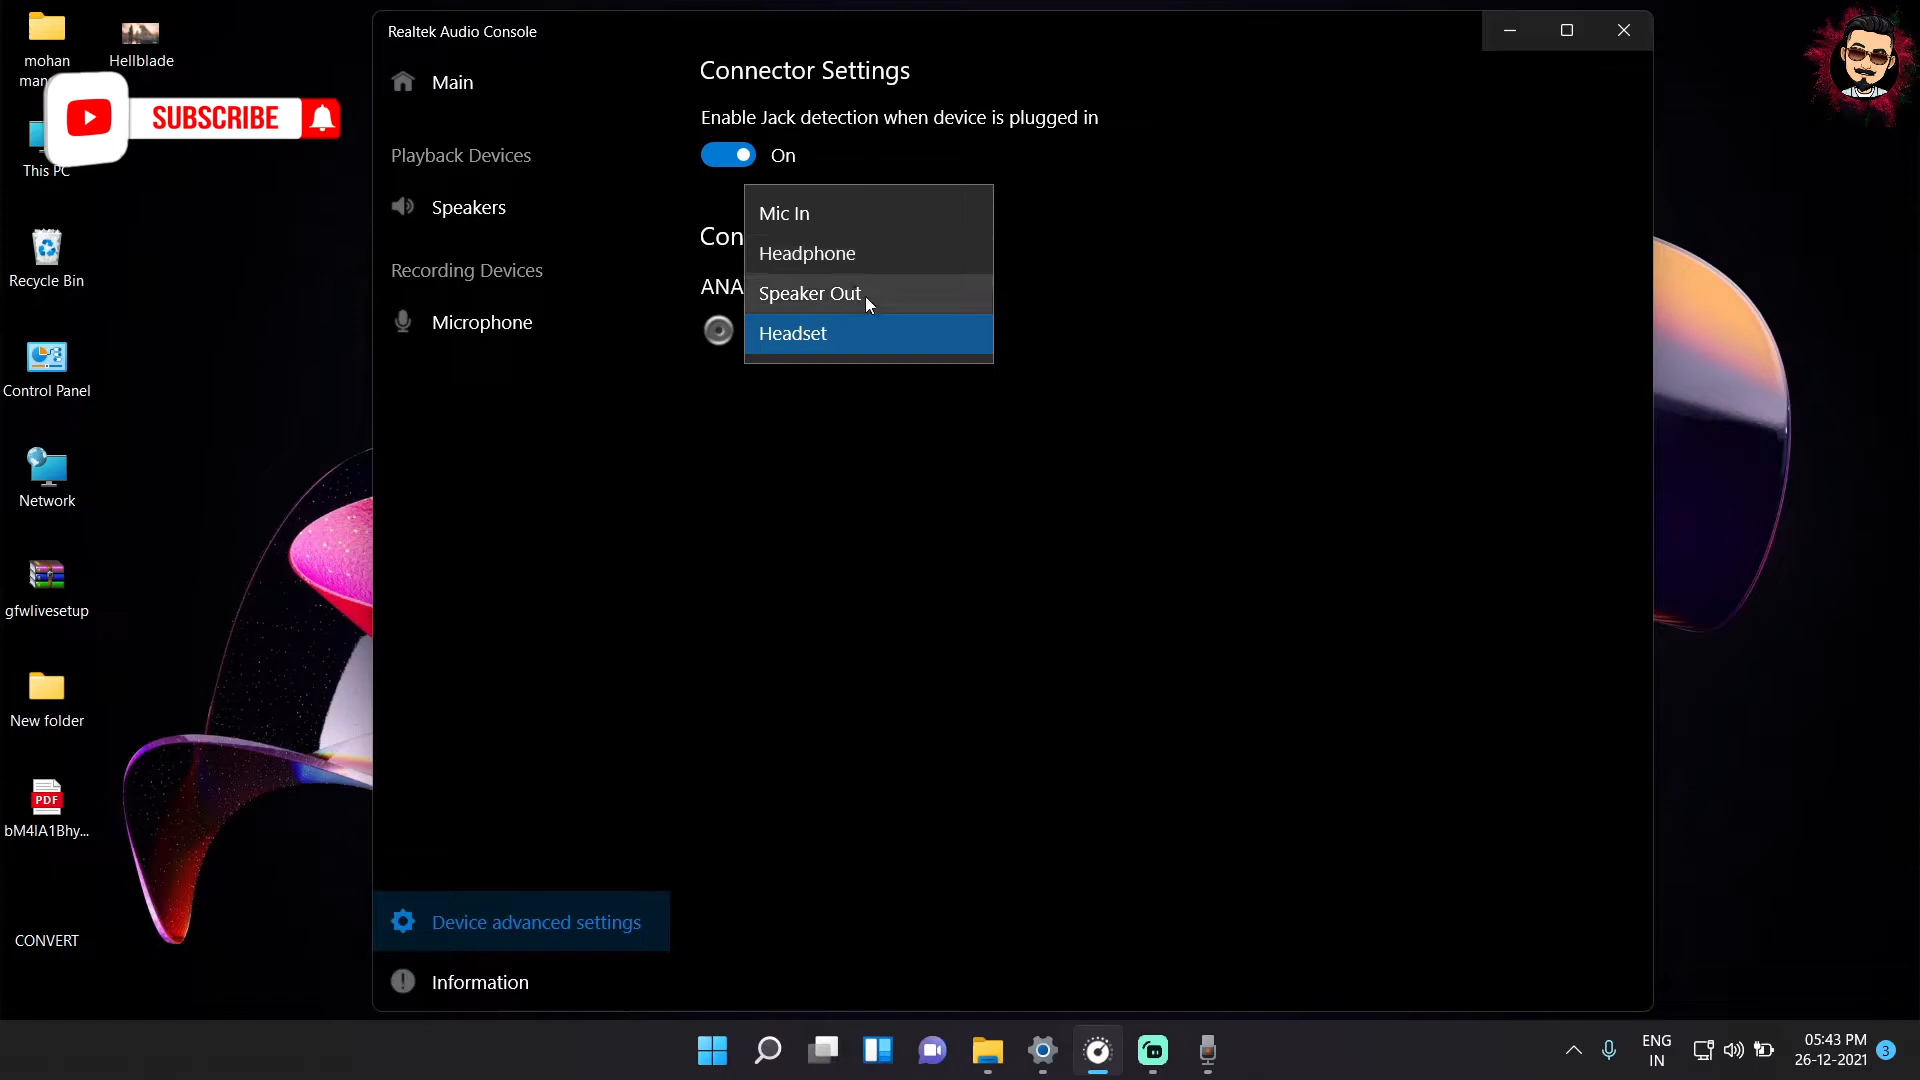 mohan
man
Hellblade
SUBSCRIBE
This PC
Recycle Bin
Control Panel
Network
gfwlivesetup
New folder
PDF
bM4IA1Bhy...
CONVERT
Realtek Audio Console
Main
Playback Devices
Speakers
Recording Devices
Microphone
Device advanced settings
Information
Connector Settings
Enable Jack detection when device is plugged in
On
Con
ANA
Mic In
Headphone
Speaker Out
Headset
ENG
IN
05:43 PM
26-12-2021
3